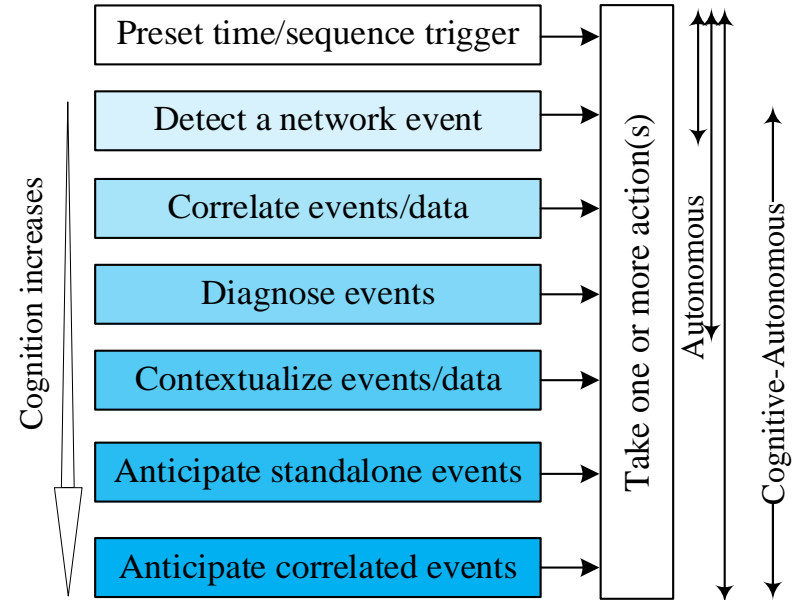 Preset time/sequence trigger
Detect a network event
Correlate events/data
Diagnose events
Contextualize events/data
Anticipate standalone events
Anticipate correlated events
Cognition increases
Take one or more action(s)
Autonomous
Cognitive-Autonomous